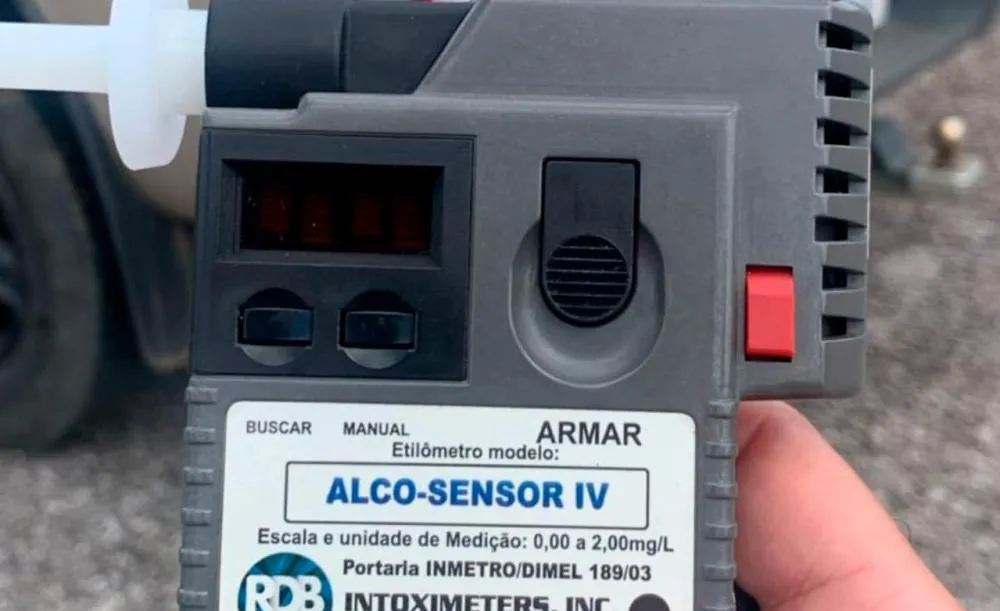 BUSCAR MANUAL ARMAR
Etilômetro modelo:
ALCO-SENSOR IV
Escala e unidade de Medição: 0,00 a 2,00mg/L
Portaria INMETRO/DIMEL 189/03
RDB INTOXIMETERS, INC.